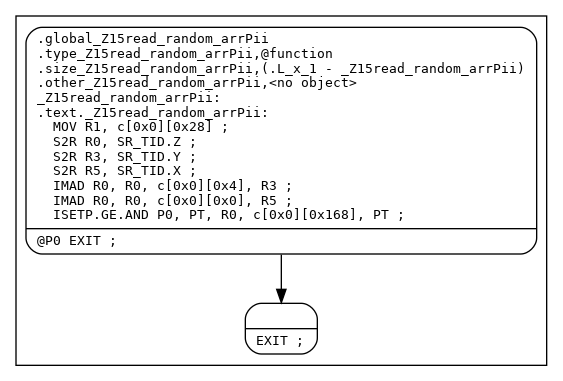 .global_Z15read_random_arrPii
.type_Z15read_random_arrPii,@function
.size_Z15read_random_arrPii,(.L_x_1 - _Z15read_random_arrPii)
.other_Z15read_random_arrPii,<no object>
_Z15read_random_arrPii:
.text._Z15read_random_arrPii:
MOV R1, c[0x0][0x28] ;
S2R R0, SR_TID.Z ;
S2R R3, SR_TID.Y ;
S2R R5, SR_TID.X ;
IMAD R0, R0, c[0x0][0x4], R3 ;
IMAD R0, R0, c[0x0][0x0], R5 ;
ISETP.GE.AND P0, PT, R0, c[0x0][0x168], PT ;
@P0 EXIT ;
EXIT ;